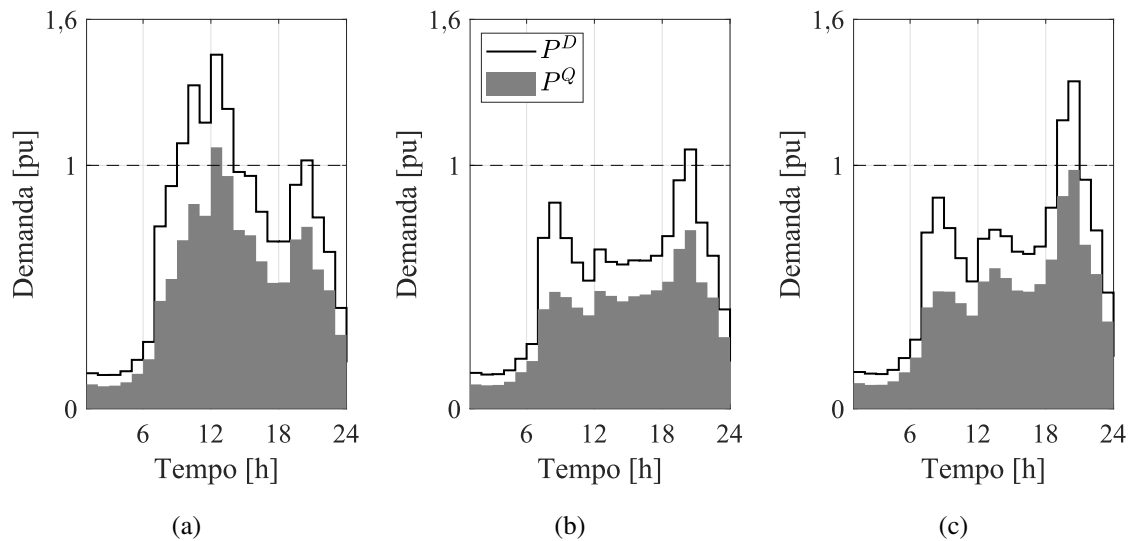 1,6
1
0
Demanda [pu]
6 12 18 24
Tempo [h]
(a)
1,6
1
0
Demanda [pu]
P^D
P^Q
6 12 18 24
Tempo [h]
(b)
1,6
1
0
Demanda [pu]
6 12 18 24
Tempo [h]
(c)